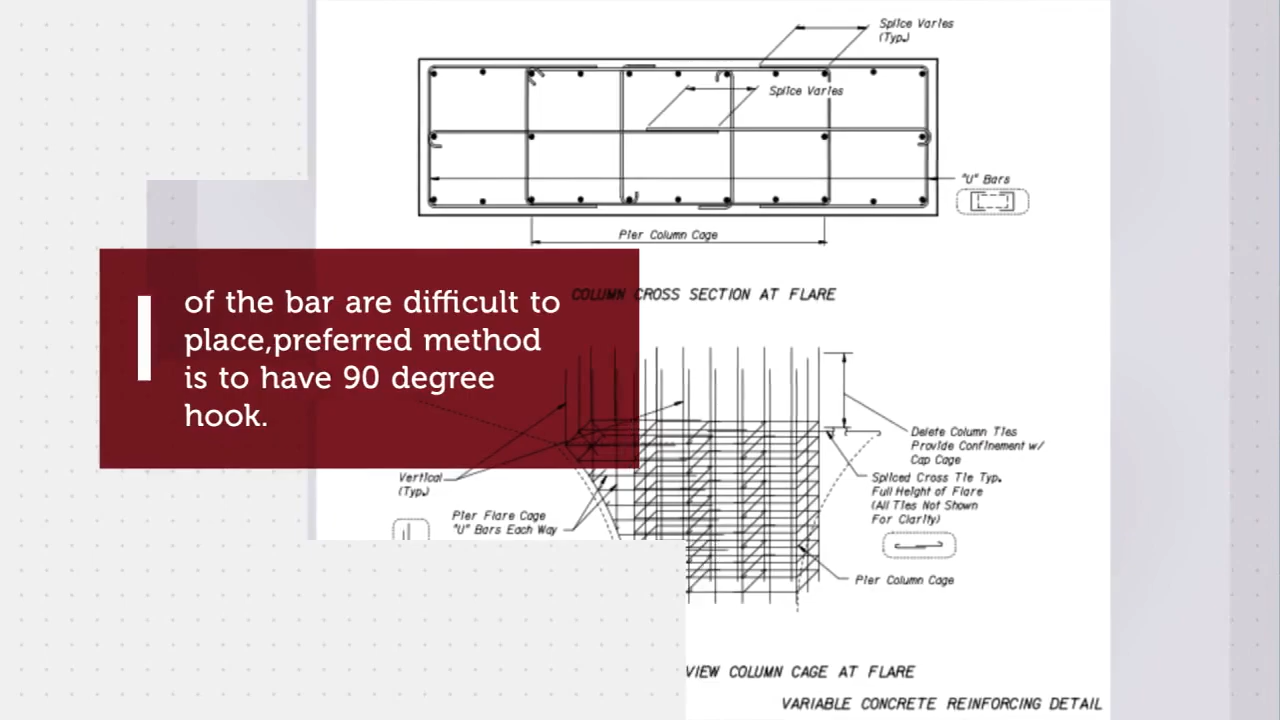 Splice Varies
(Typ.)
Splice Varies
"U" Bars
Pier Column Cage
COLUMN CROSS SECTION AT FLARE
of the bar are difficult to
place,preferred method
is to have 90 degree
hook.
Delete Column Ties
Provide Confinement w/
Cap Cage
Vertical
(Typ.)
Spliced Cross Tie Typ.
Full Height of Flare
(All Ties Not Shown
For Clarity)
Pier Flare Cage
"U" Bars Each Way
Pier Column Cage
VIEW COLUMN CAGE AT FLARE
VARIABLE CONCRETE REINFORCING DETAIL